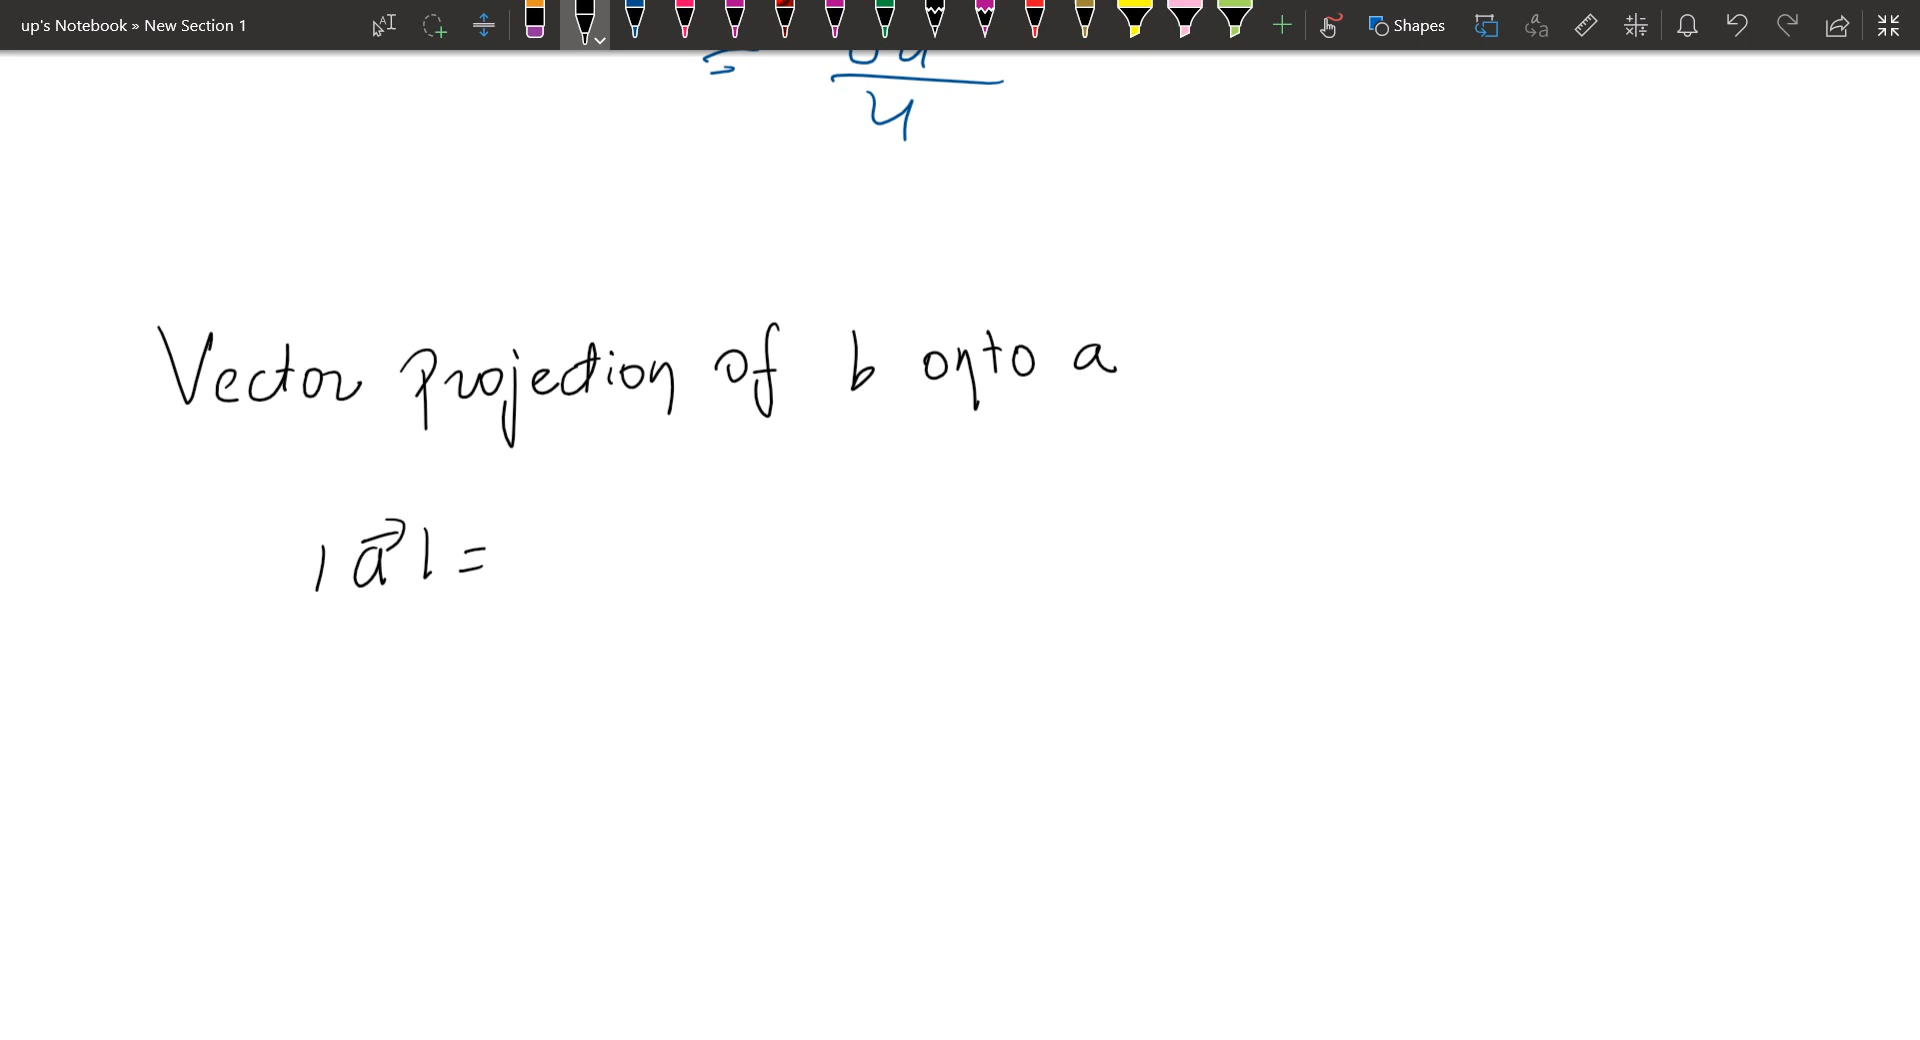 up's Notebook » New Section 1
Shapes
=
4
Vector projection of b onto a
|a⃗| =